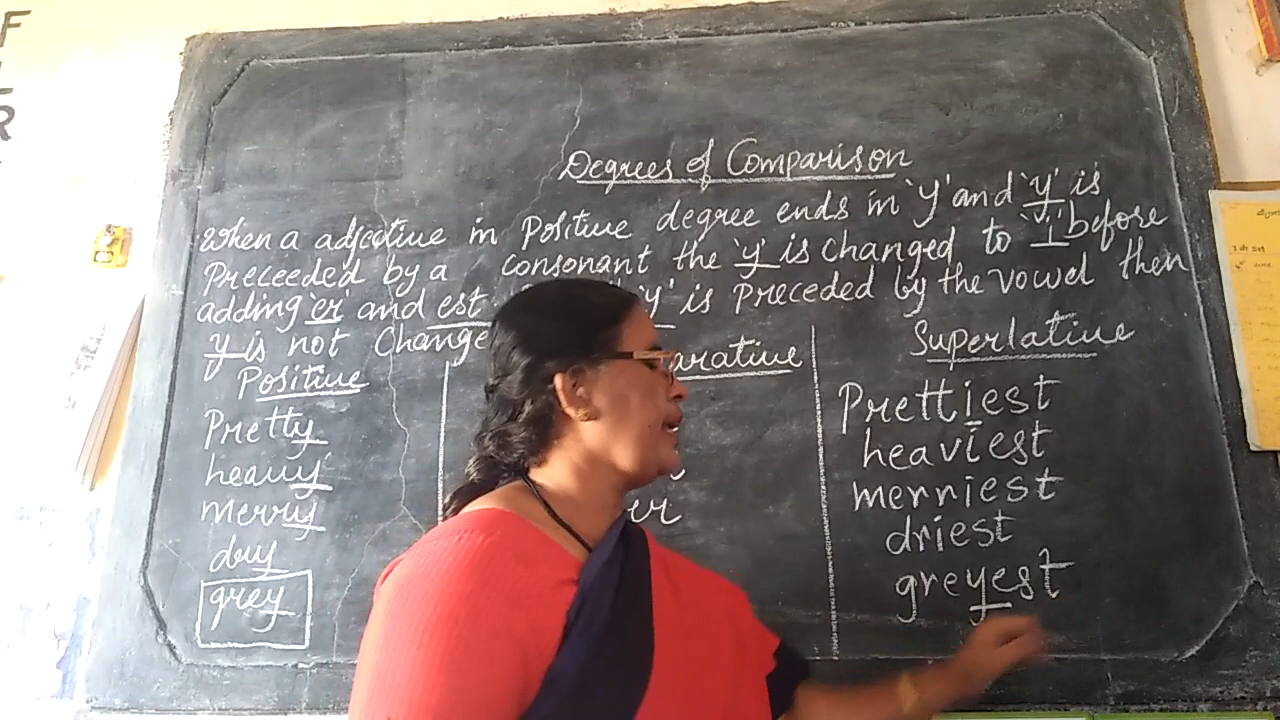 Degrees of Comparison
When a adjective in Positive degree ends in 'y' and 'y' is
Preceeded by a consonant the 'y' is changed to 'i' before
adding 'er' and est. 'y' is preceded by the vowel then
y is not Change
Positive arative Superlative
Pretty Prettiest
heavy heaviest
merry er merriest
dry driest
grey greyest